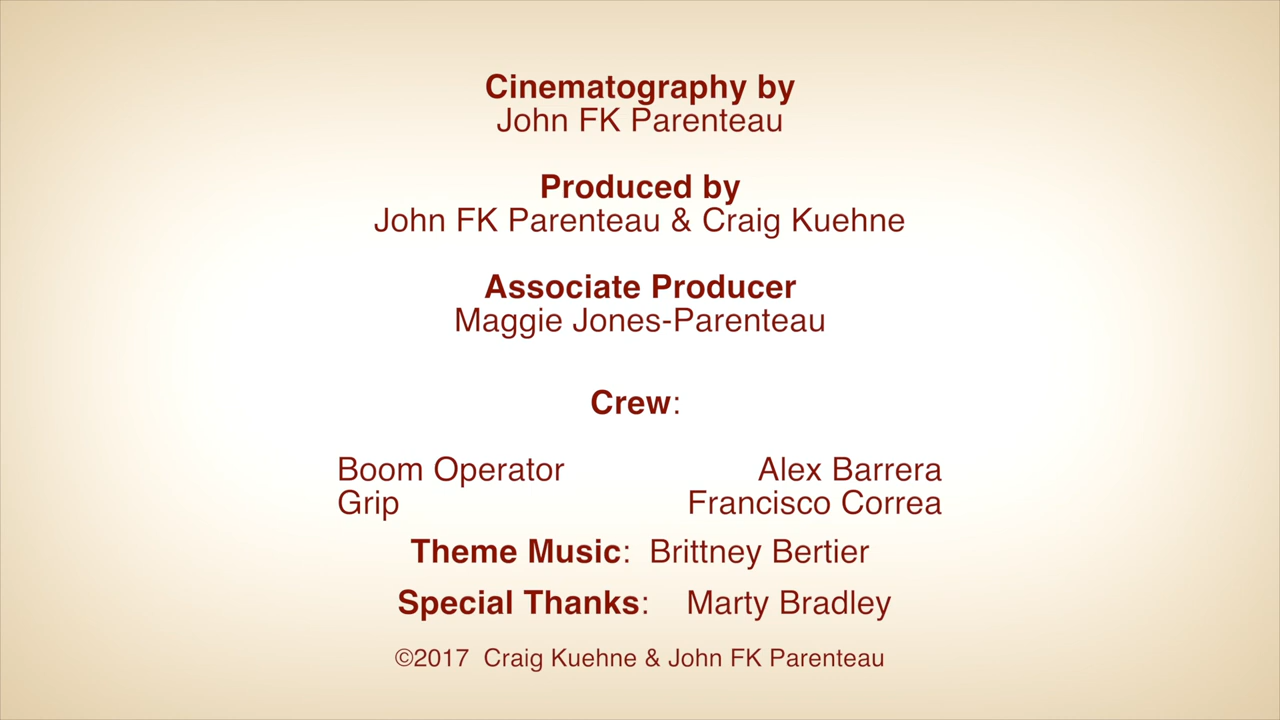 Cinematography by
John FK Parenteau
Produced by
John FK Parenteau & Craig Kuehne
Associate Producer
Maggie Jones-Parenteau
Crew:
Boom Operator Alex Barrera
Grip Francisco Correa
Theme Music: Brittney Bertier
Special Thanks: Marty Bradley
©2017 Craig Kuehne & John FK Parenteau